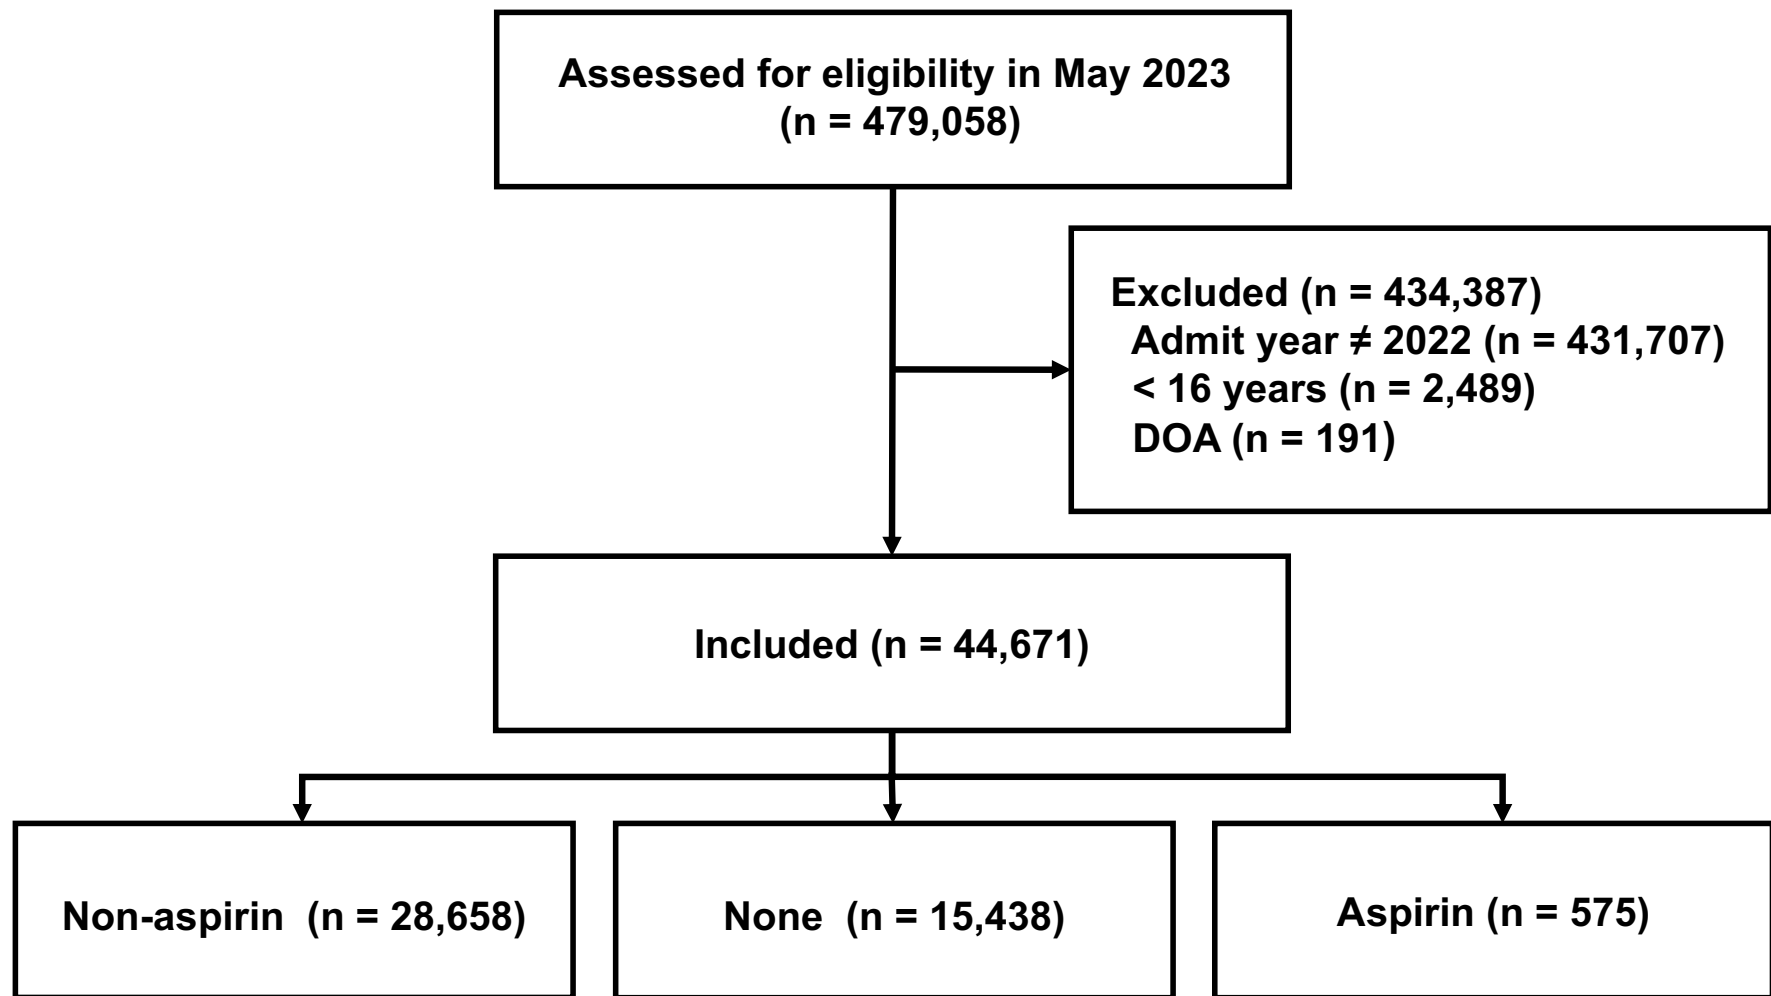 Assessed for eligibility in May 2023
(n = 479,058)
Excluded (n = 434,387)
Admit year ≠ 2022 (n = 431,707)
< 16 years (n = 2,489)
DOA (n = 191)
Included (n = 44,671)
Non-aspirin (n = 28,658)
None (n = 15,438)
Aspirin (n = 575)